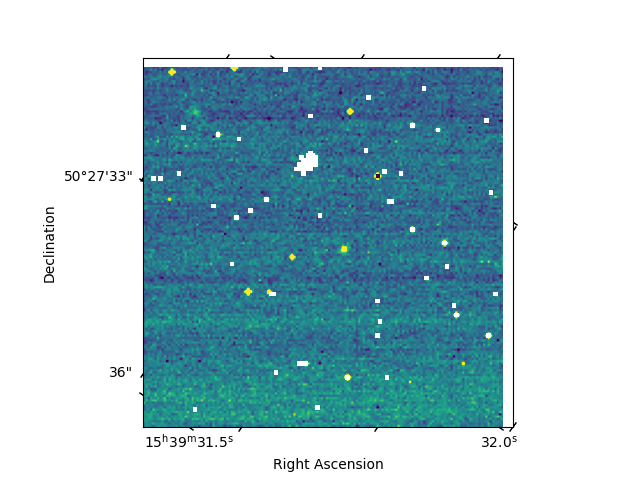 50°27'33"
Declination
36"
15ʰ39ᵐ31.5ˢ
32.0ˢ
Right Ascension